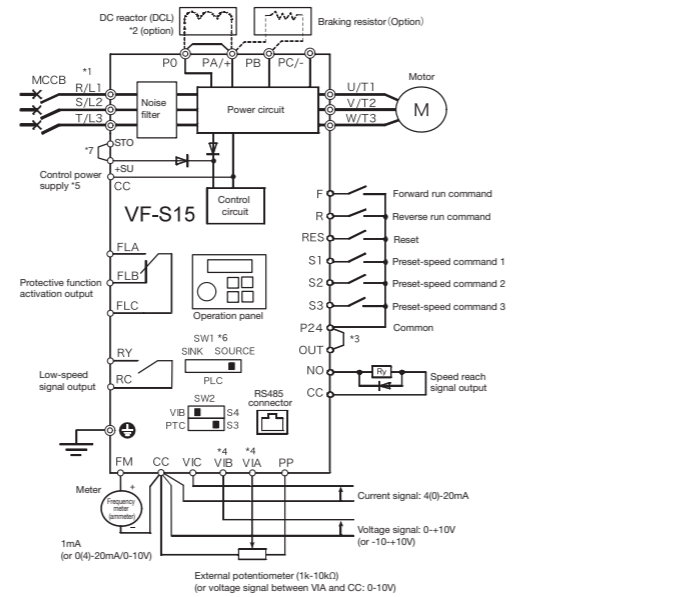 DC reactor (DCL)
*2 (option)
Braking resistor(Option)
P0
PA/+
PB
PC/-
MCCB
*1
R/L1
S/L2
T/L3
Noise
filter
Power circuit
U/T1
V/T2
W/T3
Motor
M
*7
STO
+SU
CC
Control power
supply *5
Control
circuit
VF-S15
F
Forward run command
R
Reverse run command
RES
Reset
S1
Preset-speed command 1
S2
Preset-speed command 2
S3
Preset-speed command 3
P24
Common
*3
OUT
NO
Ry
CC
Speed reach
signal output
FLA
FLB
FLC
Protective function
activation output
Operation panel
SW1 *6
SINK SOURCE
PLC
RY
RC
Low-speed
signal output
SW2
VIB
S4
PTC
S3
RS485
connector
FM
CC
VIC
*4
VIB
*4
VIA
PP
Meter
+
Frequency
meter
(ammeter)
−
1mA
(or 0(4)-20mA/0-10V)
Current signal: 4(0)-20mA
Voltage signal: 0-+10V
(or -10-+10V)
External potentiometer (1k-10kΩ)
(or voltage signal between VIA and CC: 0-10V)